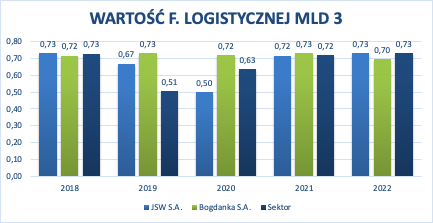 WARTOŚĆ F. LOGISTYCZNEJ MLD 3
0,80
0,70
0,60
0,50
0,40
0,30
0,20
0,10
0,00
0,73 0,72 0,73
0,67 0,73 0,51
0,50 0,72 0,63
0,72 0,73 0,72
0,73 0,70 0,73
2018 2019 2020 2021 2022
JSW S.A. Bogdanka S.A. Sektor